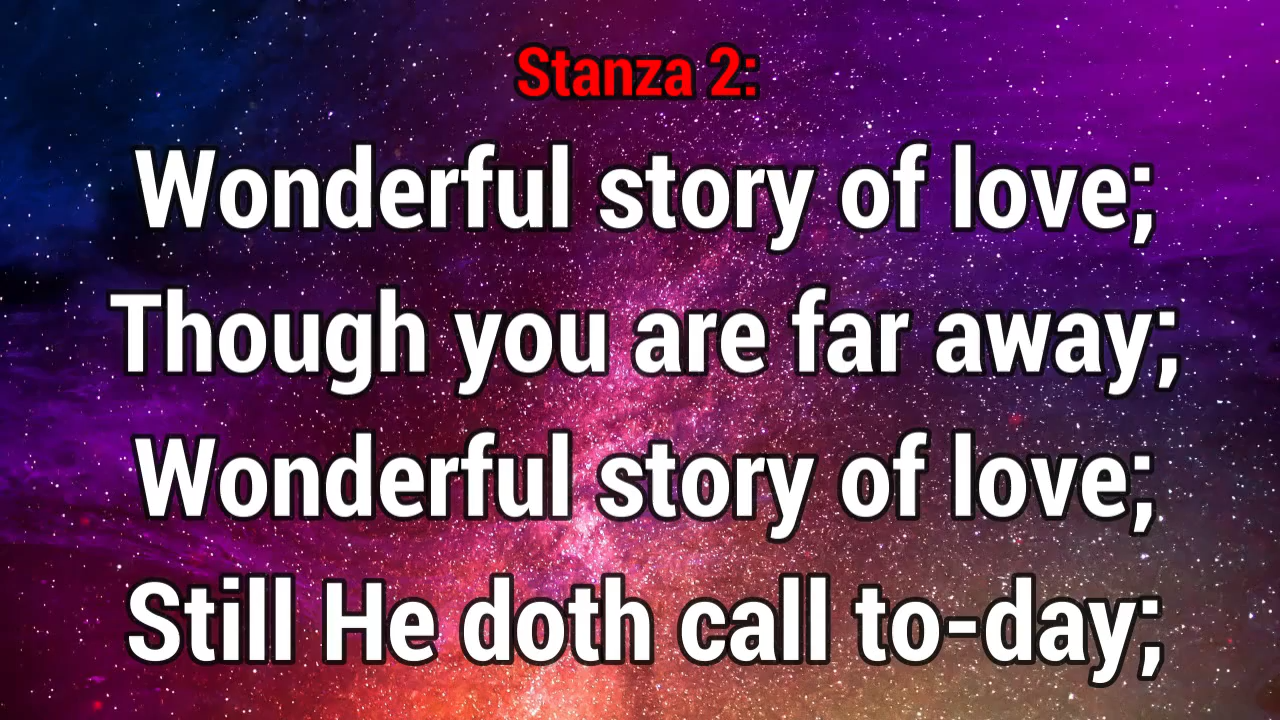 Stanza 2:
Wonderful story of love;
Though you are far away;
Wonderful story of love;
Still He doth call to-day;